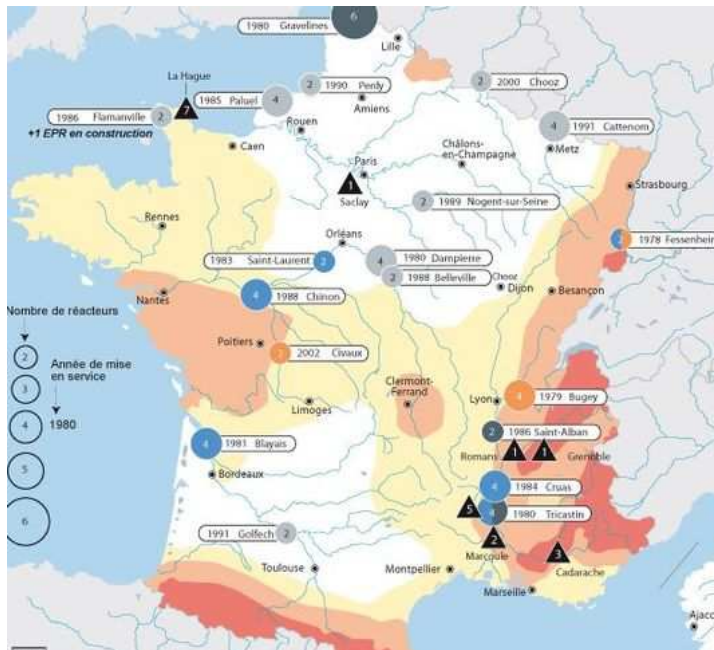 6
1980 Gravelines
Lille
La Hague
7
2
1990 Penly
2
2000 Chooz
1985 Paluel
4
Amiens
1986 Flamanville
2
+1 EPR en construction
Rouen
4
1991 Cattenom
Metz
Caen
Châlons-
en-Champagne
Paris
1
Saclay
Strasbourg
2
1989 Nogent-sur-Seine
Rennes
Orléans
2
1978 Fessenheim
1983 Saint-Laurent
2
4
1980 Dampierre
2
1988 Belleville
Chooz
Dijon
Besançon
Nantes
4
1988 Chinon
Nombre de réacteurs
2
3
4
5
6
Année de mise
en service
1980
Poitiers
2
2002 Civaux
Limoges
Clermont-
Ferrand
Lyon
4
1979 Bugey
2
1986 Saint-Alban
4
1981 Blayais
Romans
1
1
Grenoble
Bordeaux
4
1984 Cruas
5
4
1980 Tricastin
1991 Golfech
2
2
Marcoule
3
Cadarache
Toulouse
Montpellier
Marseille
Ajacc